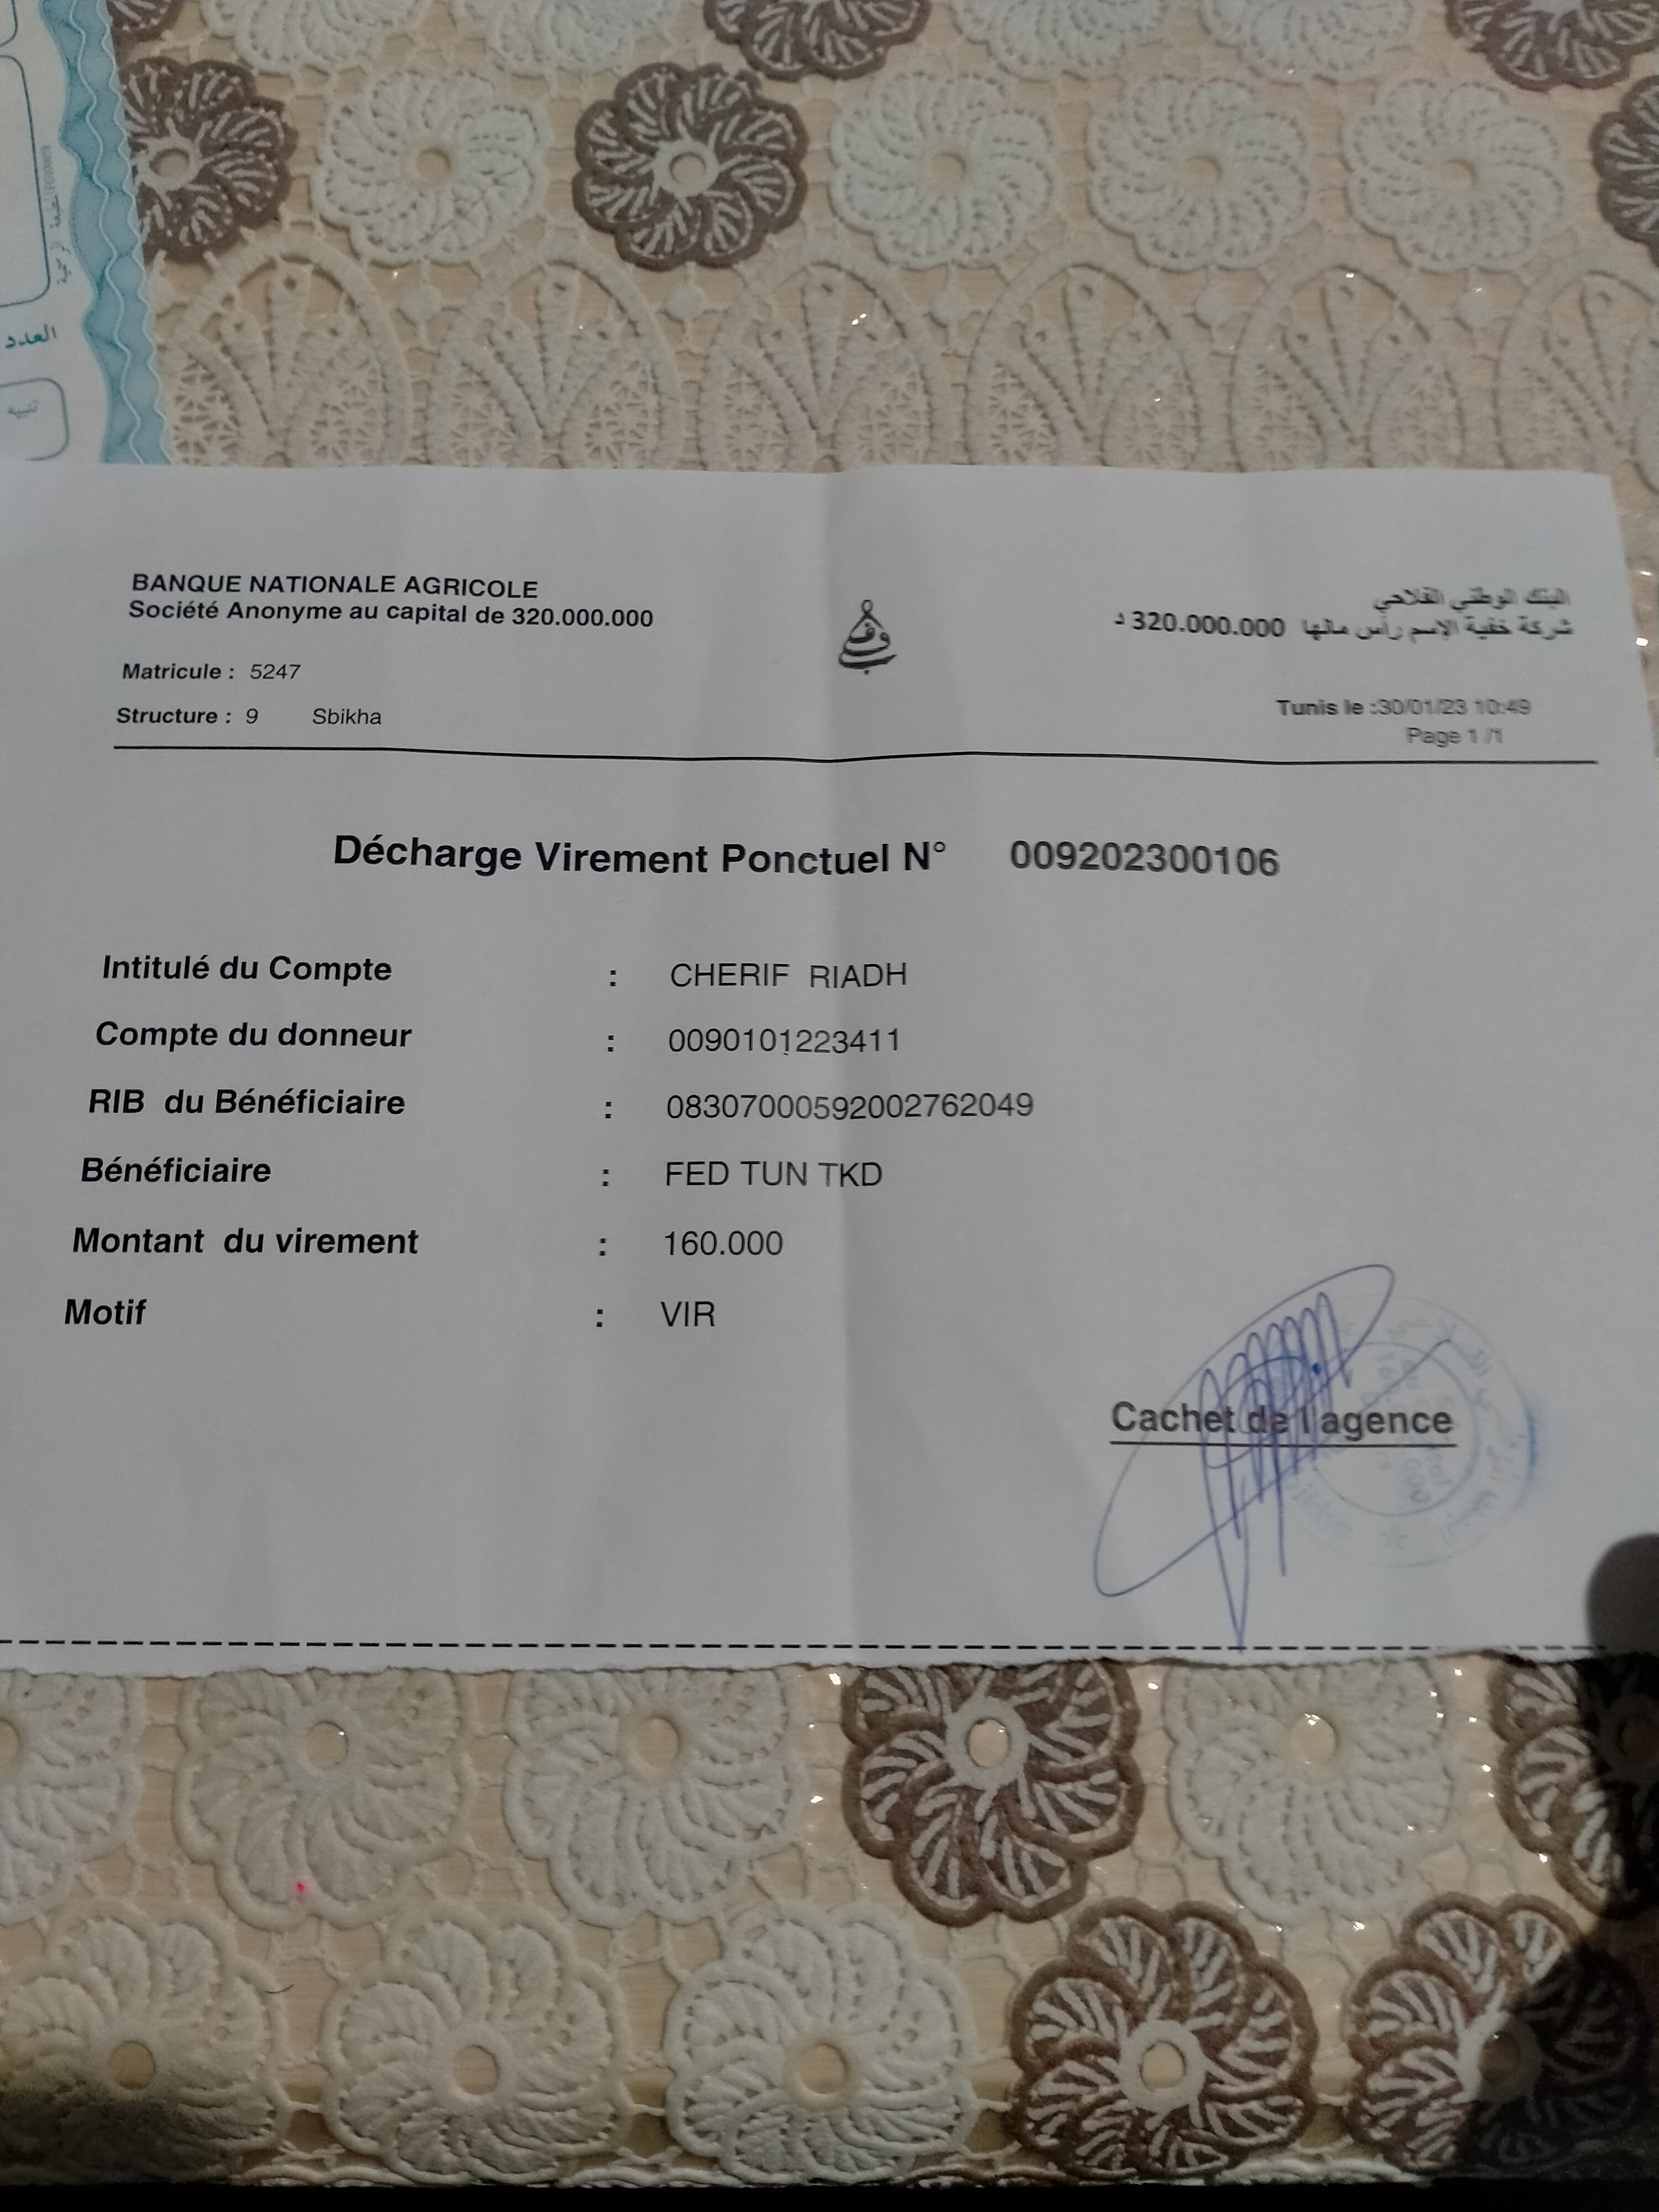 العدد
تنبيه
BANQUE NATIONALE AGRICOLE
Société Anonyme au capital de 320.000.000
البنك الوطني الفلاحي
شركة خفية الإسم رأس مالها 320.000.000 د
Matricule : 5247
Structure : 9 Sbikha
Tunis le :30/01/23 10:49
Page 1 /1
Décharge Virement Ponctuel N° 009202300106
Intitulé du Compte : CHERIF RIADH
Compte du donneur : 0090101223411
RIB du Bénéficiaire : 08307000592002762049
Bénéficiaire : FED TUN TKD
Montant du virement : 160.000
Motif : VIR
Cachet de l'agence